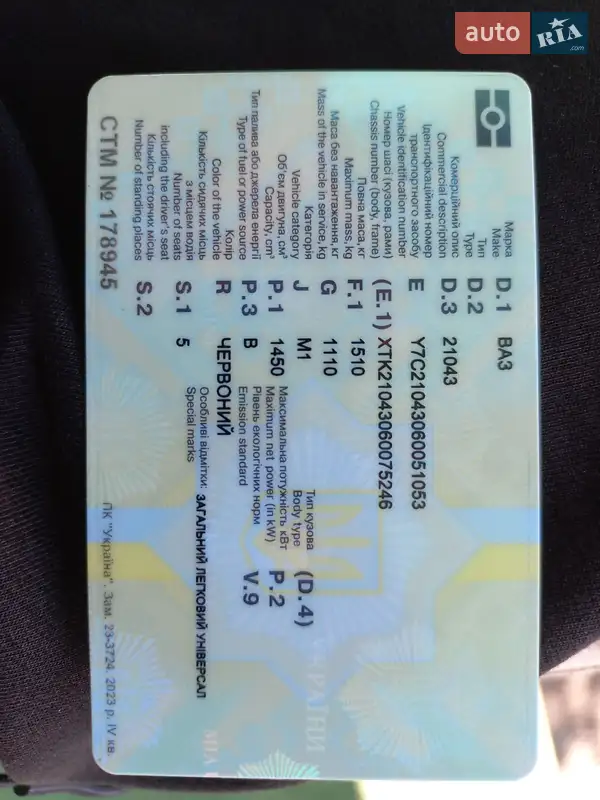 auto RIA
.com
Марка
Make
D.1 ВАЗ
Тип
Type
D.2
Комерційний опис
Commercial description
D.3 21043
Ідентифікаційний номер
транспортного засобу
Vehicle identification number
E Y7C21043060051053
Номер шасі (кузова, рами)
Chassis number (body, frame)
(E.1) XTK21043060075246
Повна маса, кг
Maximum mass, kg
F.1 1510
Маса без навантаження, кг
Mass of the vehicle in service, kg
G 1110
Категорія
Vehicle category
J M1
Тип кузова
Body type
(D.4)
Об'єм двигуна, см³
Capacity, cm³
P.1 1450
Максимальна потужність кВт
Maximum net power (in kW)
P.2
Тип палива або джерела енергії
Type of fuel or power source
P.3 B
Рівень екологічних норм
Emission standard
V.9
Колір
Color of the vehicle
R ЧЕРВОНИЙ
Кількість сидячих місць
з місцем водія
Number of seats
including the driver's seat
S.1 5
Особливі відмітки: ЗАГАЛЬНИЙ ЛЕГКОВИЙ УНІВЕРСАЛ
Special marks
Кількість стоячих місць
Number of standing places
S.2
СТМ № 178945
ПК "Україна". Зам. 23-3724. 2023 р. IV кв.